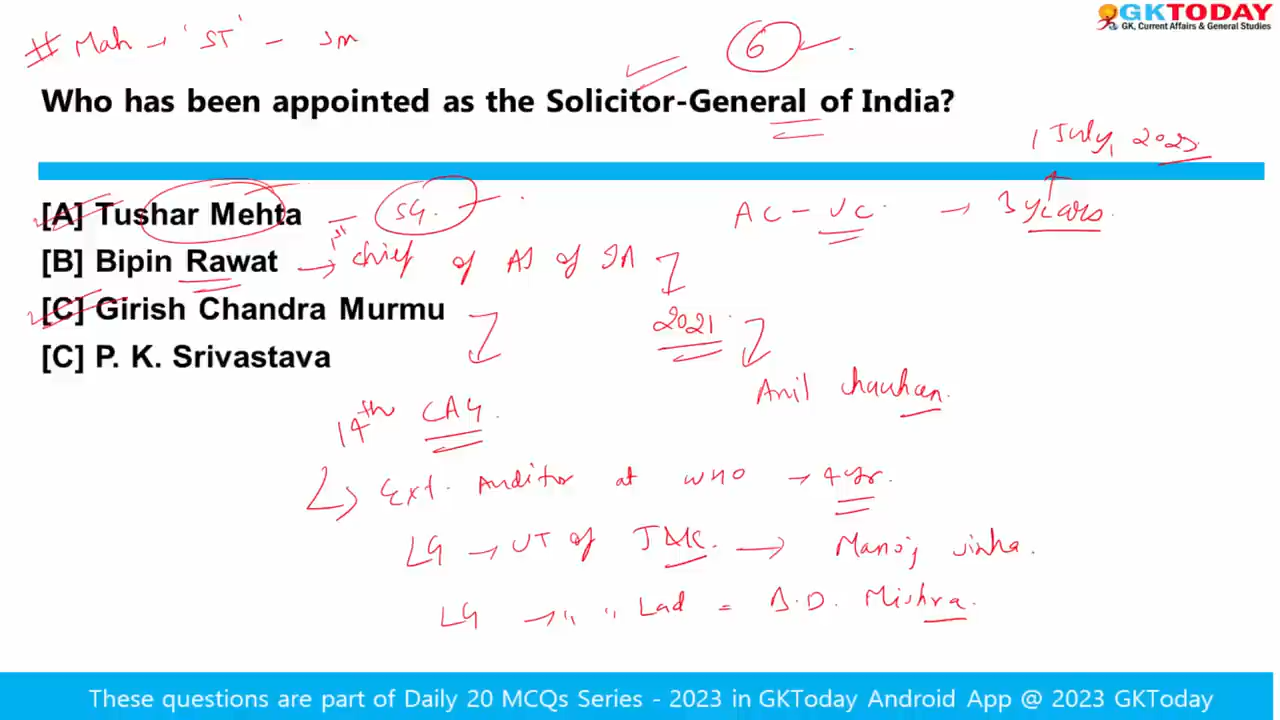 GKTODAY
GK, Current Affairs & General Studies
# Mah → 'ST' -
6
Who has been appointed as the Solicitor-General of India?
1 July, 2023
[A] Tushar Mehta - SG.
AC - VC. → 3 years.
[B] Bipin Rawat → 1st chief of AS of IA
[C] Girish Chandra Murmu
2021
[C] P. K. Srivastava
Anil chauhan.
14th CAG.
Ext. Auditor at WHO → 4 yr.
LG → UT of J&K. → Manoj sinha.
LG → " " Lad = B.D. Mishra.
These questions are part of Daily 20 MCQs Series - 2023 in GKToday Android App @ 2023 GKToday